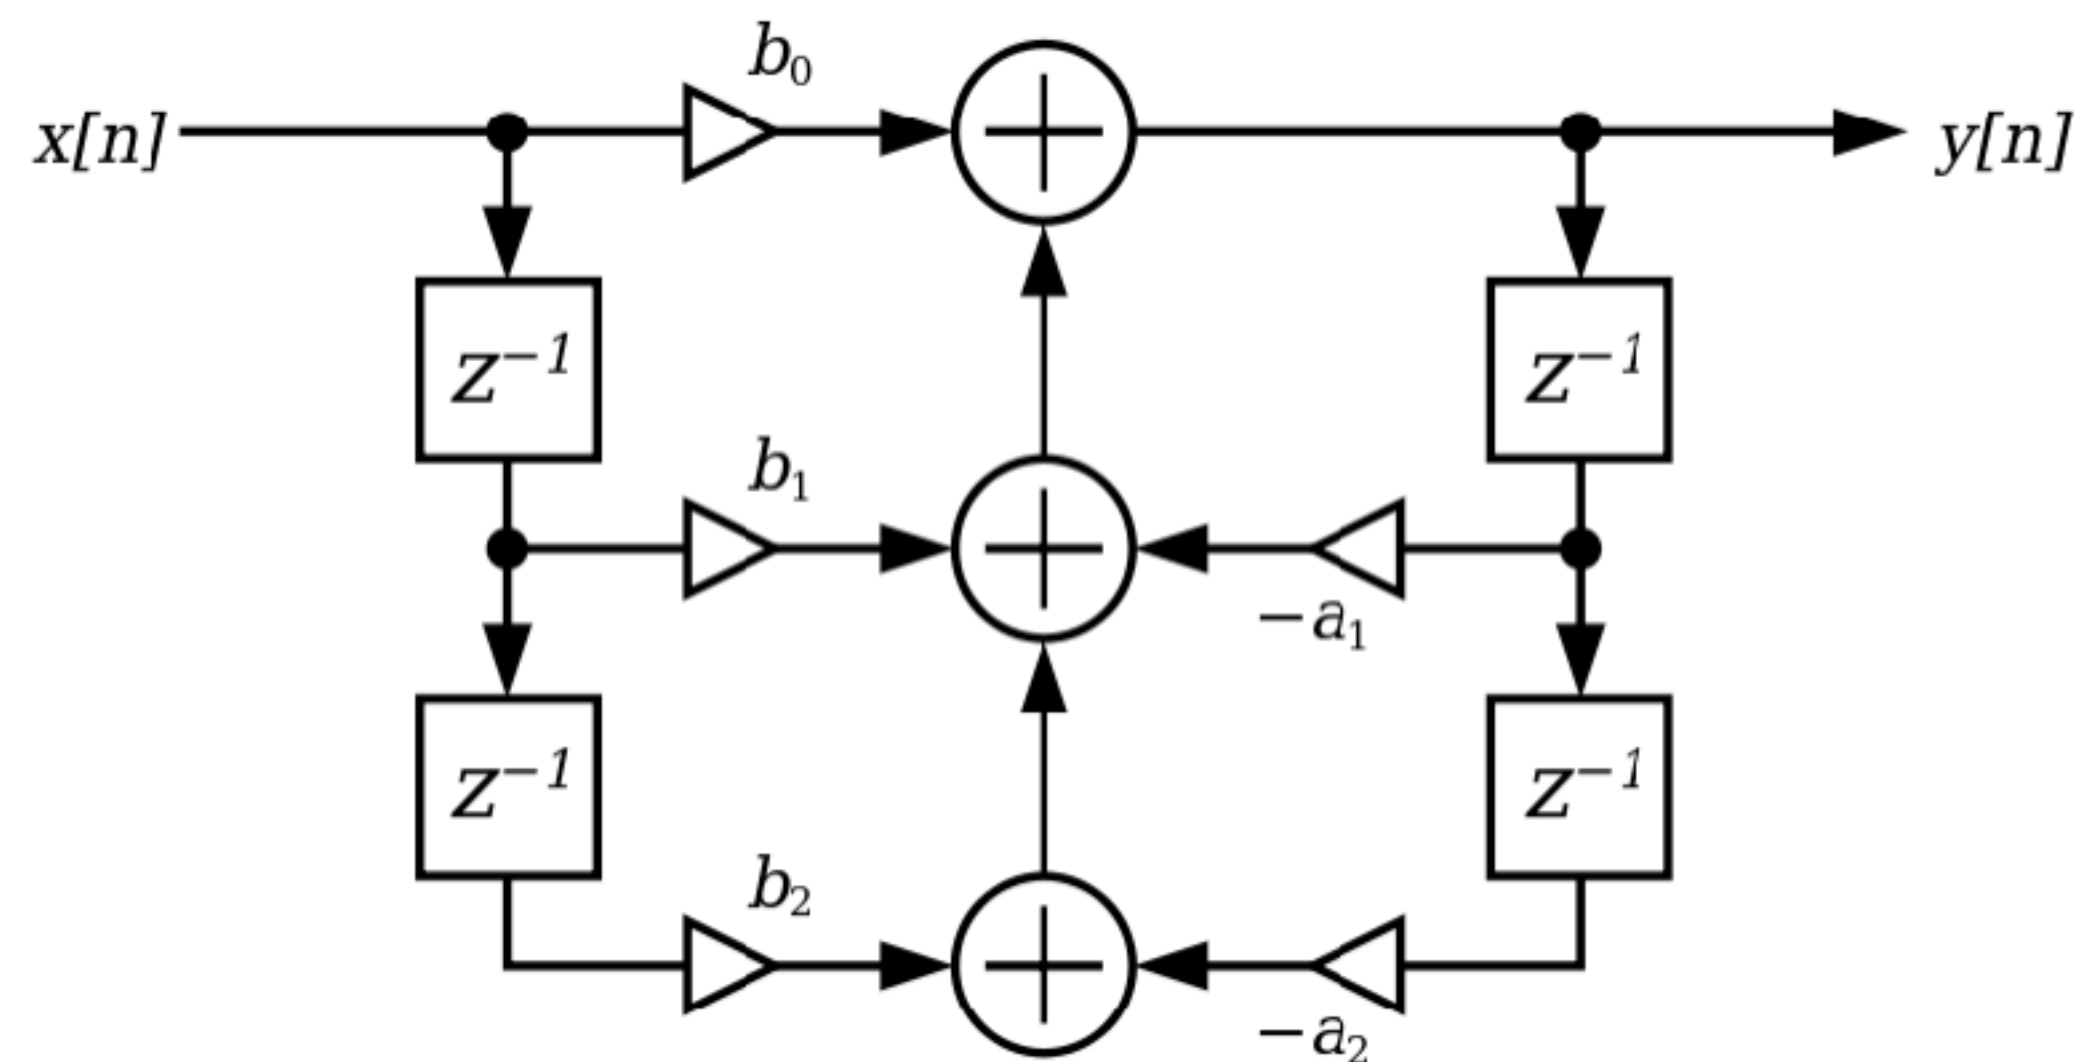 b₀
x[n] y[n]
z⁻¹ z⁻¹
b₁
−a₁
z⁻¹ z⁻¹
b₂
−a₂